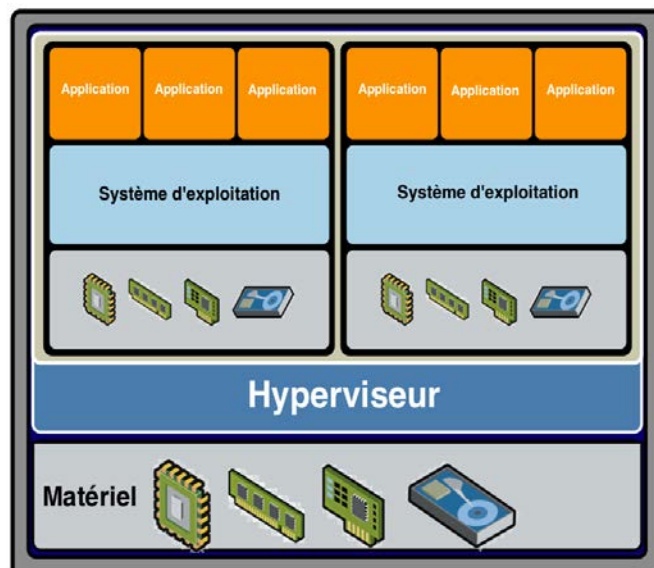 Application Application Application Application Application Application
Système d'exploitation Système d'exploitation
Hyperviseur
Matériel